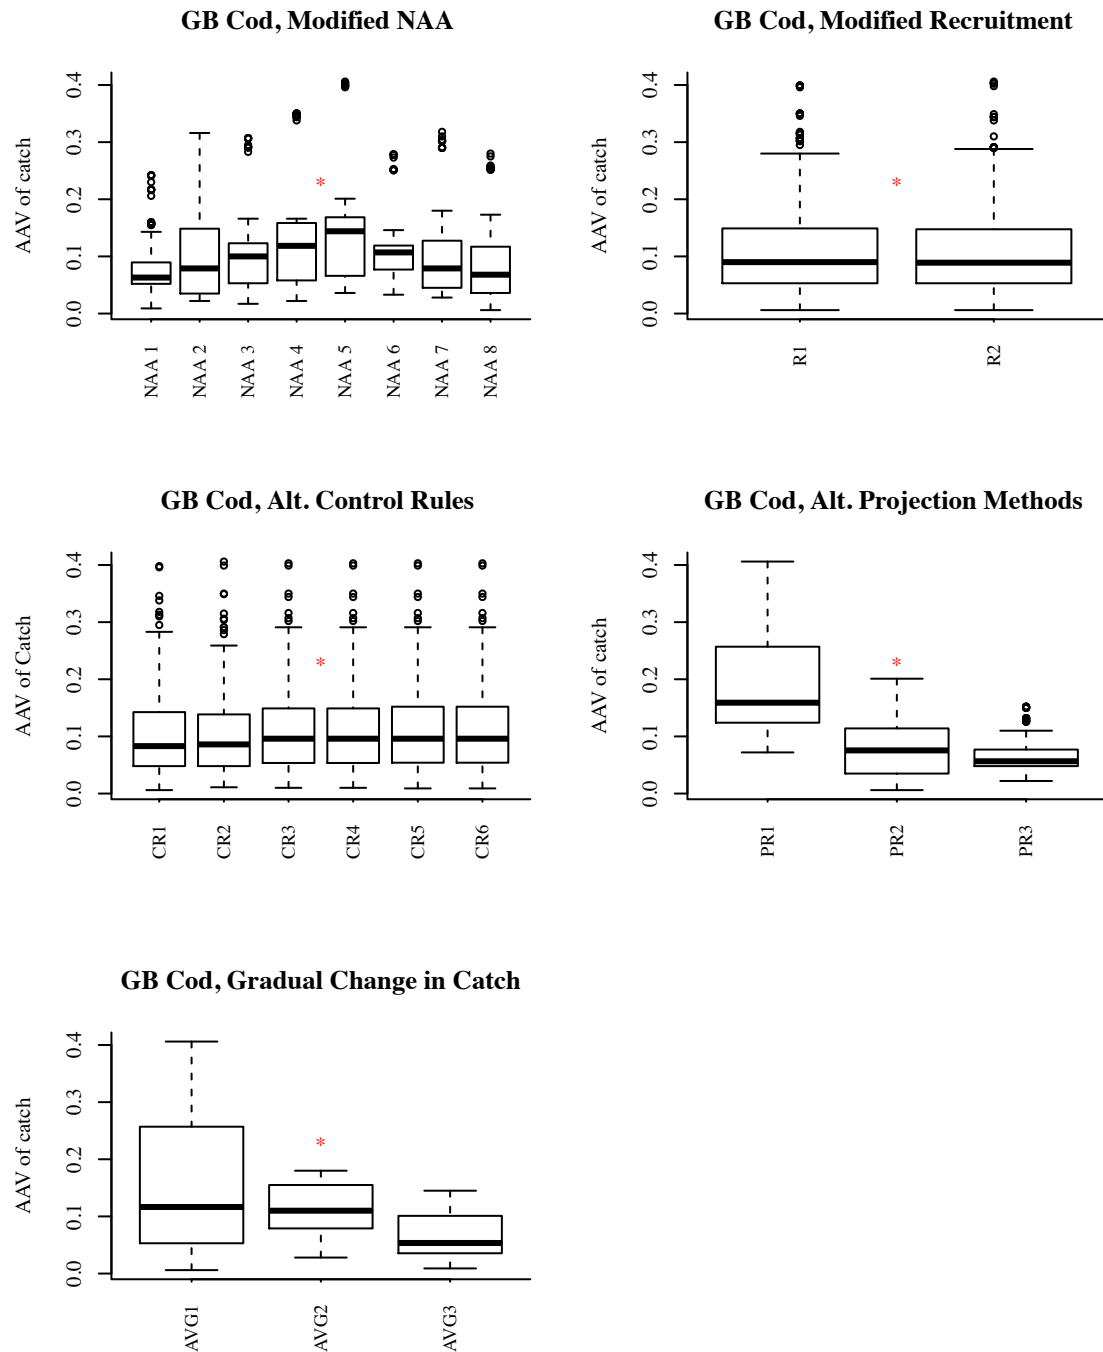 GB Cod, Modified NAA
AAV of catch
0.0 0.1 0.2 0.3 0.4
*
NAA 1 NAA 2 NAA 3 NAA 4 NAA 5 NAA 6 NAA 7 NAA 8
GB Cod, Modified Recruitment
AAV of catch
0.0 0.1 0.2 0.3 0.4
*
R1 R2
GB Cod, Alt. Control Rules
AAV of Catch
0.0 0.1 0.2 0.3 0.4
*
CR1 CR2 CR3 CR4 CR5 CR6
GB Cod, Alt. Projection Methods
AAV of catch
0.0 0.1 0.2 0.3 0.4
*
PR1 PR2 PR3
GB Cod, Gradual Change in Catch
AAV of catch
0.0 0.1 0.2 0.3 0.4
*
AVG1 AVG2 AVG3